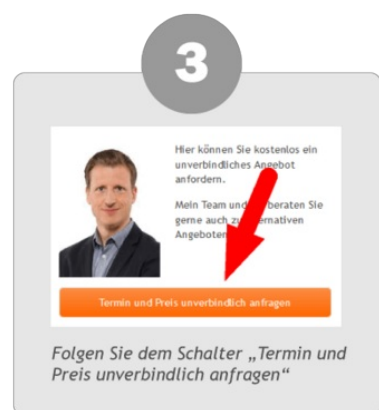 3
Hier können Sie kostenlos ein
unverbindliches Angebot
anfordern.
Mein Team und beraten Sie
gerne auch zu
Angeboten
Termin und Preis unverbindlich anfragen
Folgen Sie dem Schalter „Termin und
Preis unverbindlich anfragen“